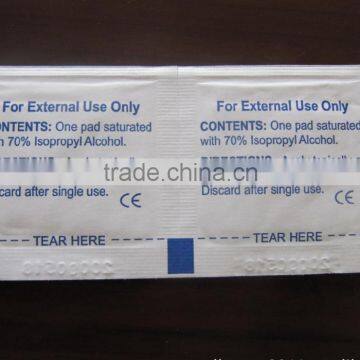 For External Use Only
ONTENTS: One pad saturated
with 70% Isopropyl Alcohol.
iscard after single use.
CE
TEAR HERE
For External Use Only
CONTENTS: One pad saturated
with 70% Isopropyl Alcohol.
Discard after single use.
CE
TEAR HERE
trade.china.cn